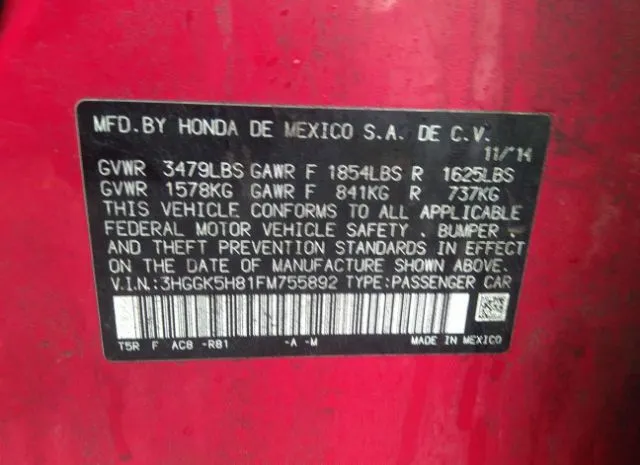 MFD.BY HONDA DE MEXICO S.A. DE C.V.
11/14
GVWR 3479LBS GAWR F 1854LBS R 1625LBS
GVWR 1578KG GAWR F 841KG R 737KG
THIS VEHICLE CONFORMS TO ALL APPLICABLE
FEDERAL MOTOR VEHICLE SAFETY , BUMPER ,
AND THEFT PREVENTION STANDARDS IN EFFECT
ON THE DATE OF MANUFACTURE SHOWN ABOVE.
V.I.N.:3HGGK5H81FM755892 TYPE:PASSENGER CAR
T5R F AC8 -R81 -A -M MADE IN MEXICO